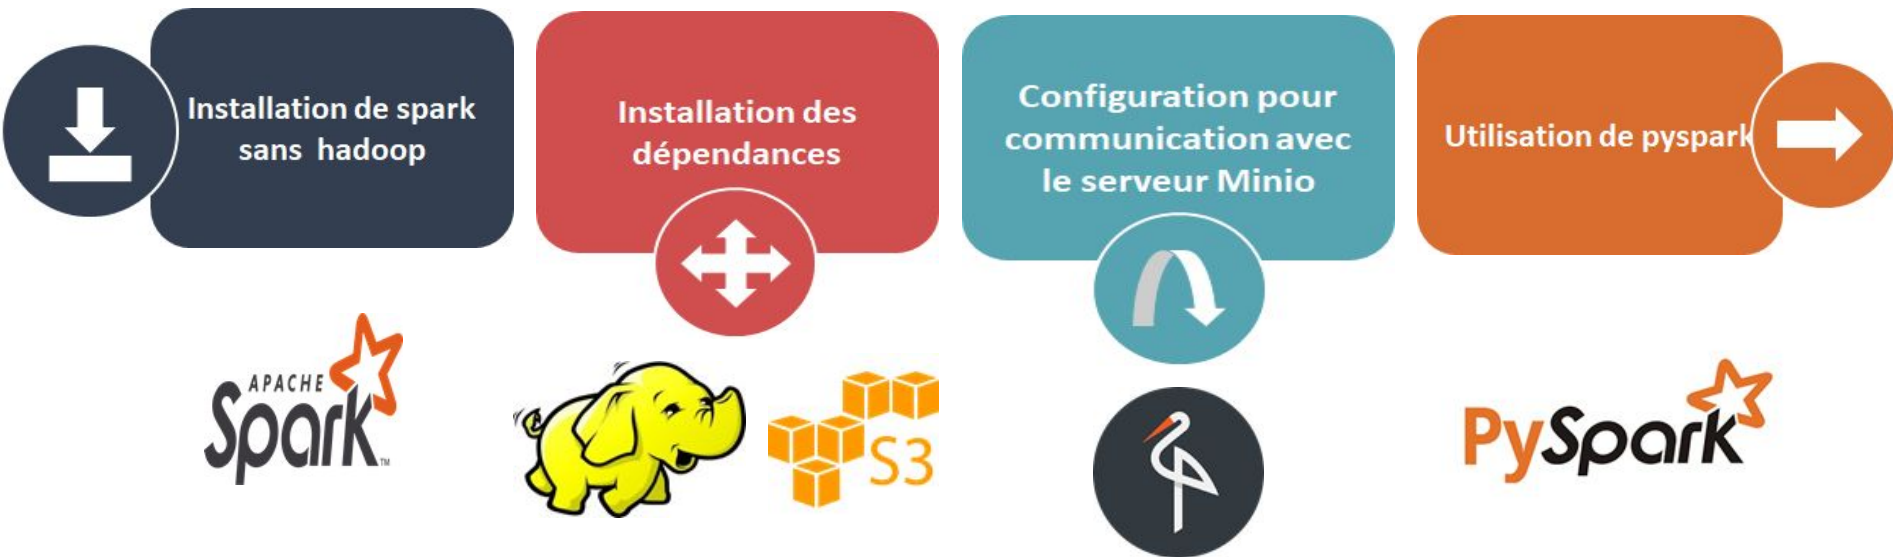 Installation de spark
sans hadoop
Installation des
dépendances
Configuration pour
communication avec
le serveur Minio
Utilisation de pyspark
APACHE
Spark
TM
S3
PySpark